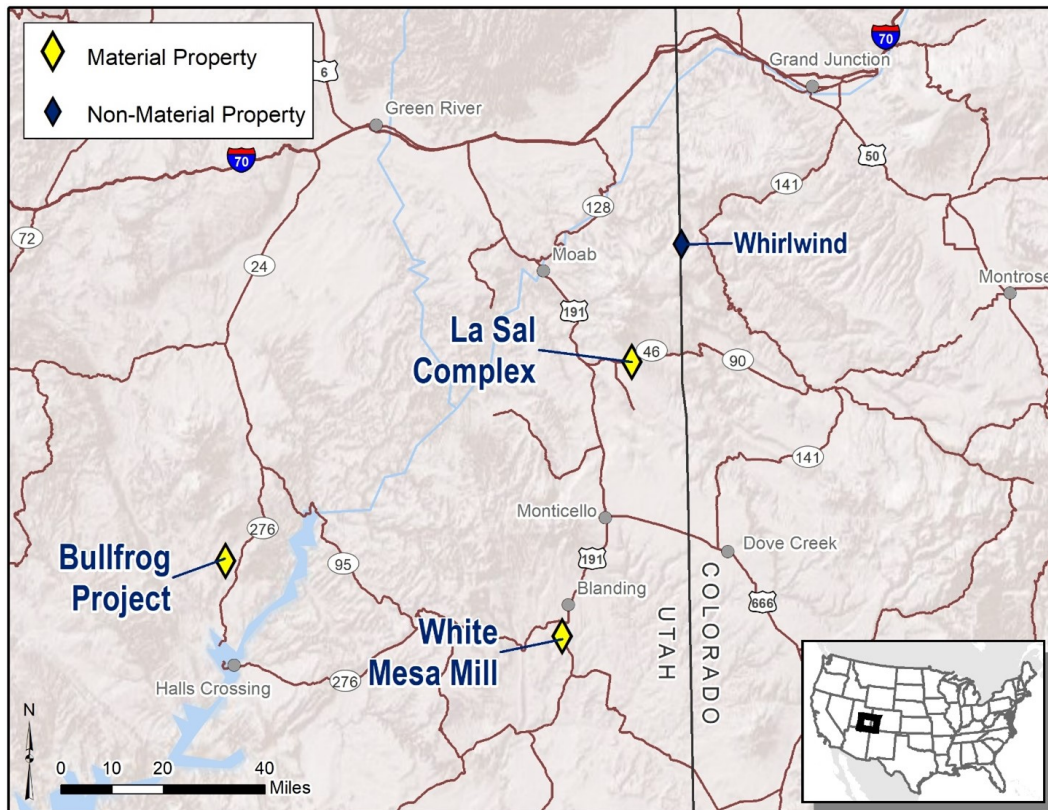 Material Property
Non-Material Property
6
70
Grand Junction
Green River
70
50
141
128
72
24
Whirlwind
Moab
Montrose
191
La Sal
Complex
46
90
141
Monticello
276
Bullfrog
Project
95
191
Dove Creek
Blanding
666
White
Mesa Mill
UTAH
COLORADO
Halls Crossing
276
N
0 10 20 40
Miles